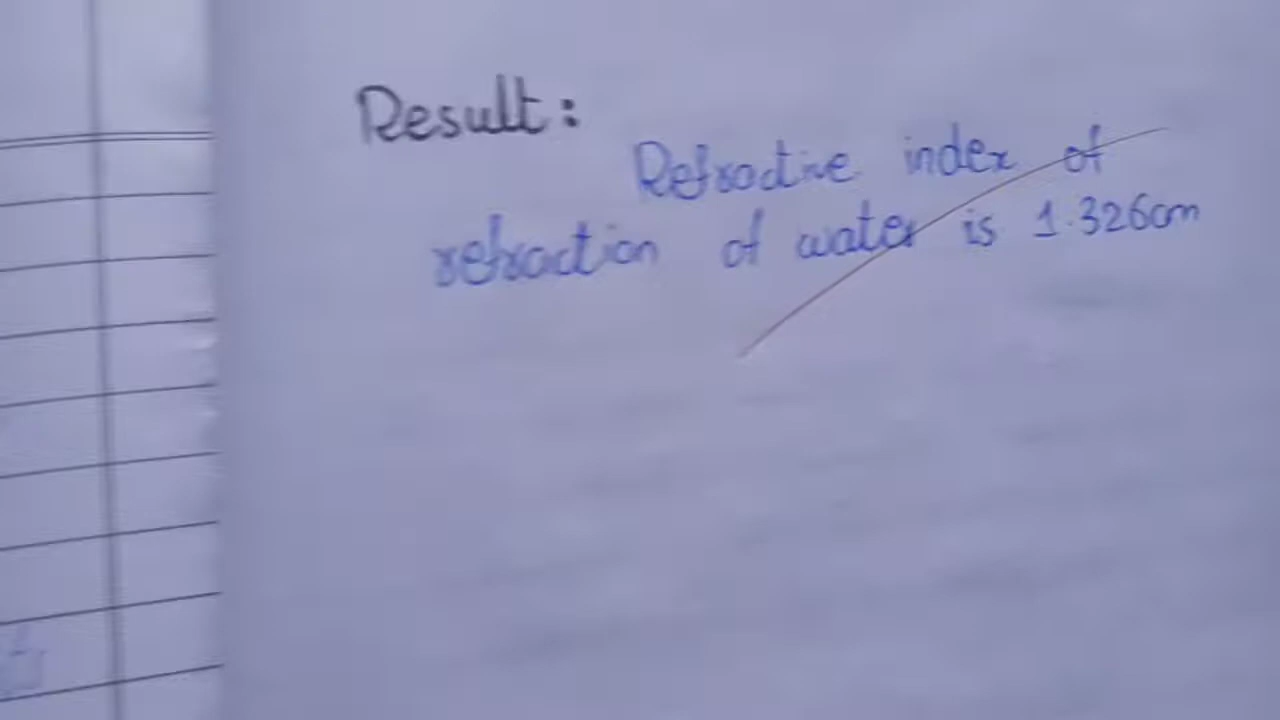 Result:
Refractive index of
refraction of water is 1.326cm